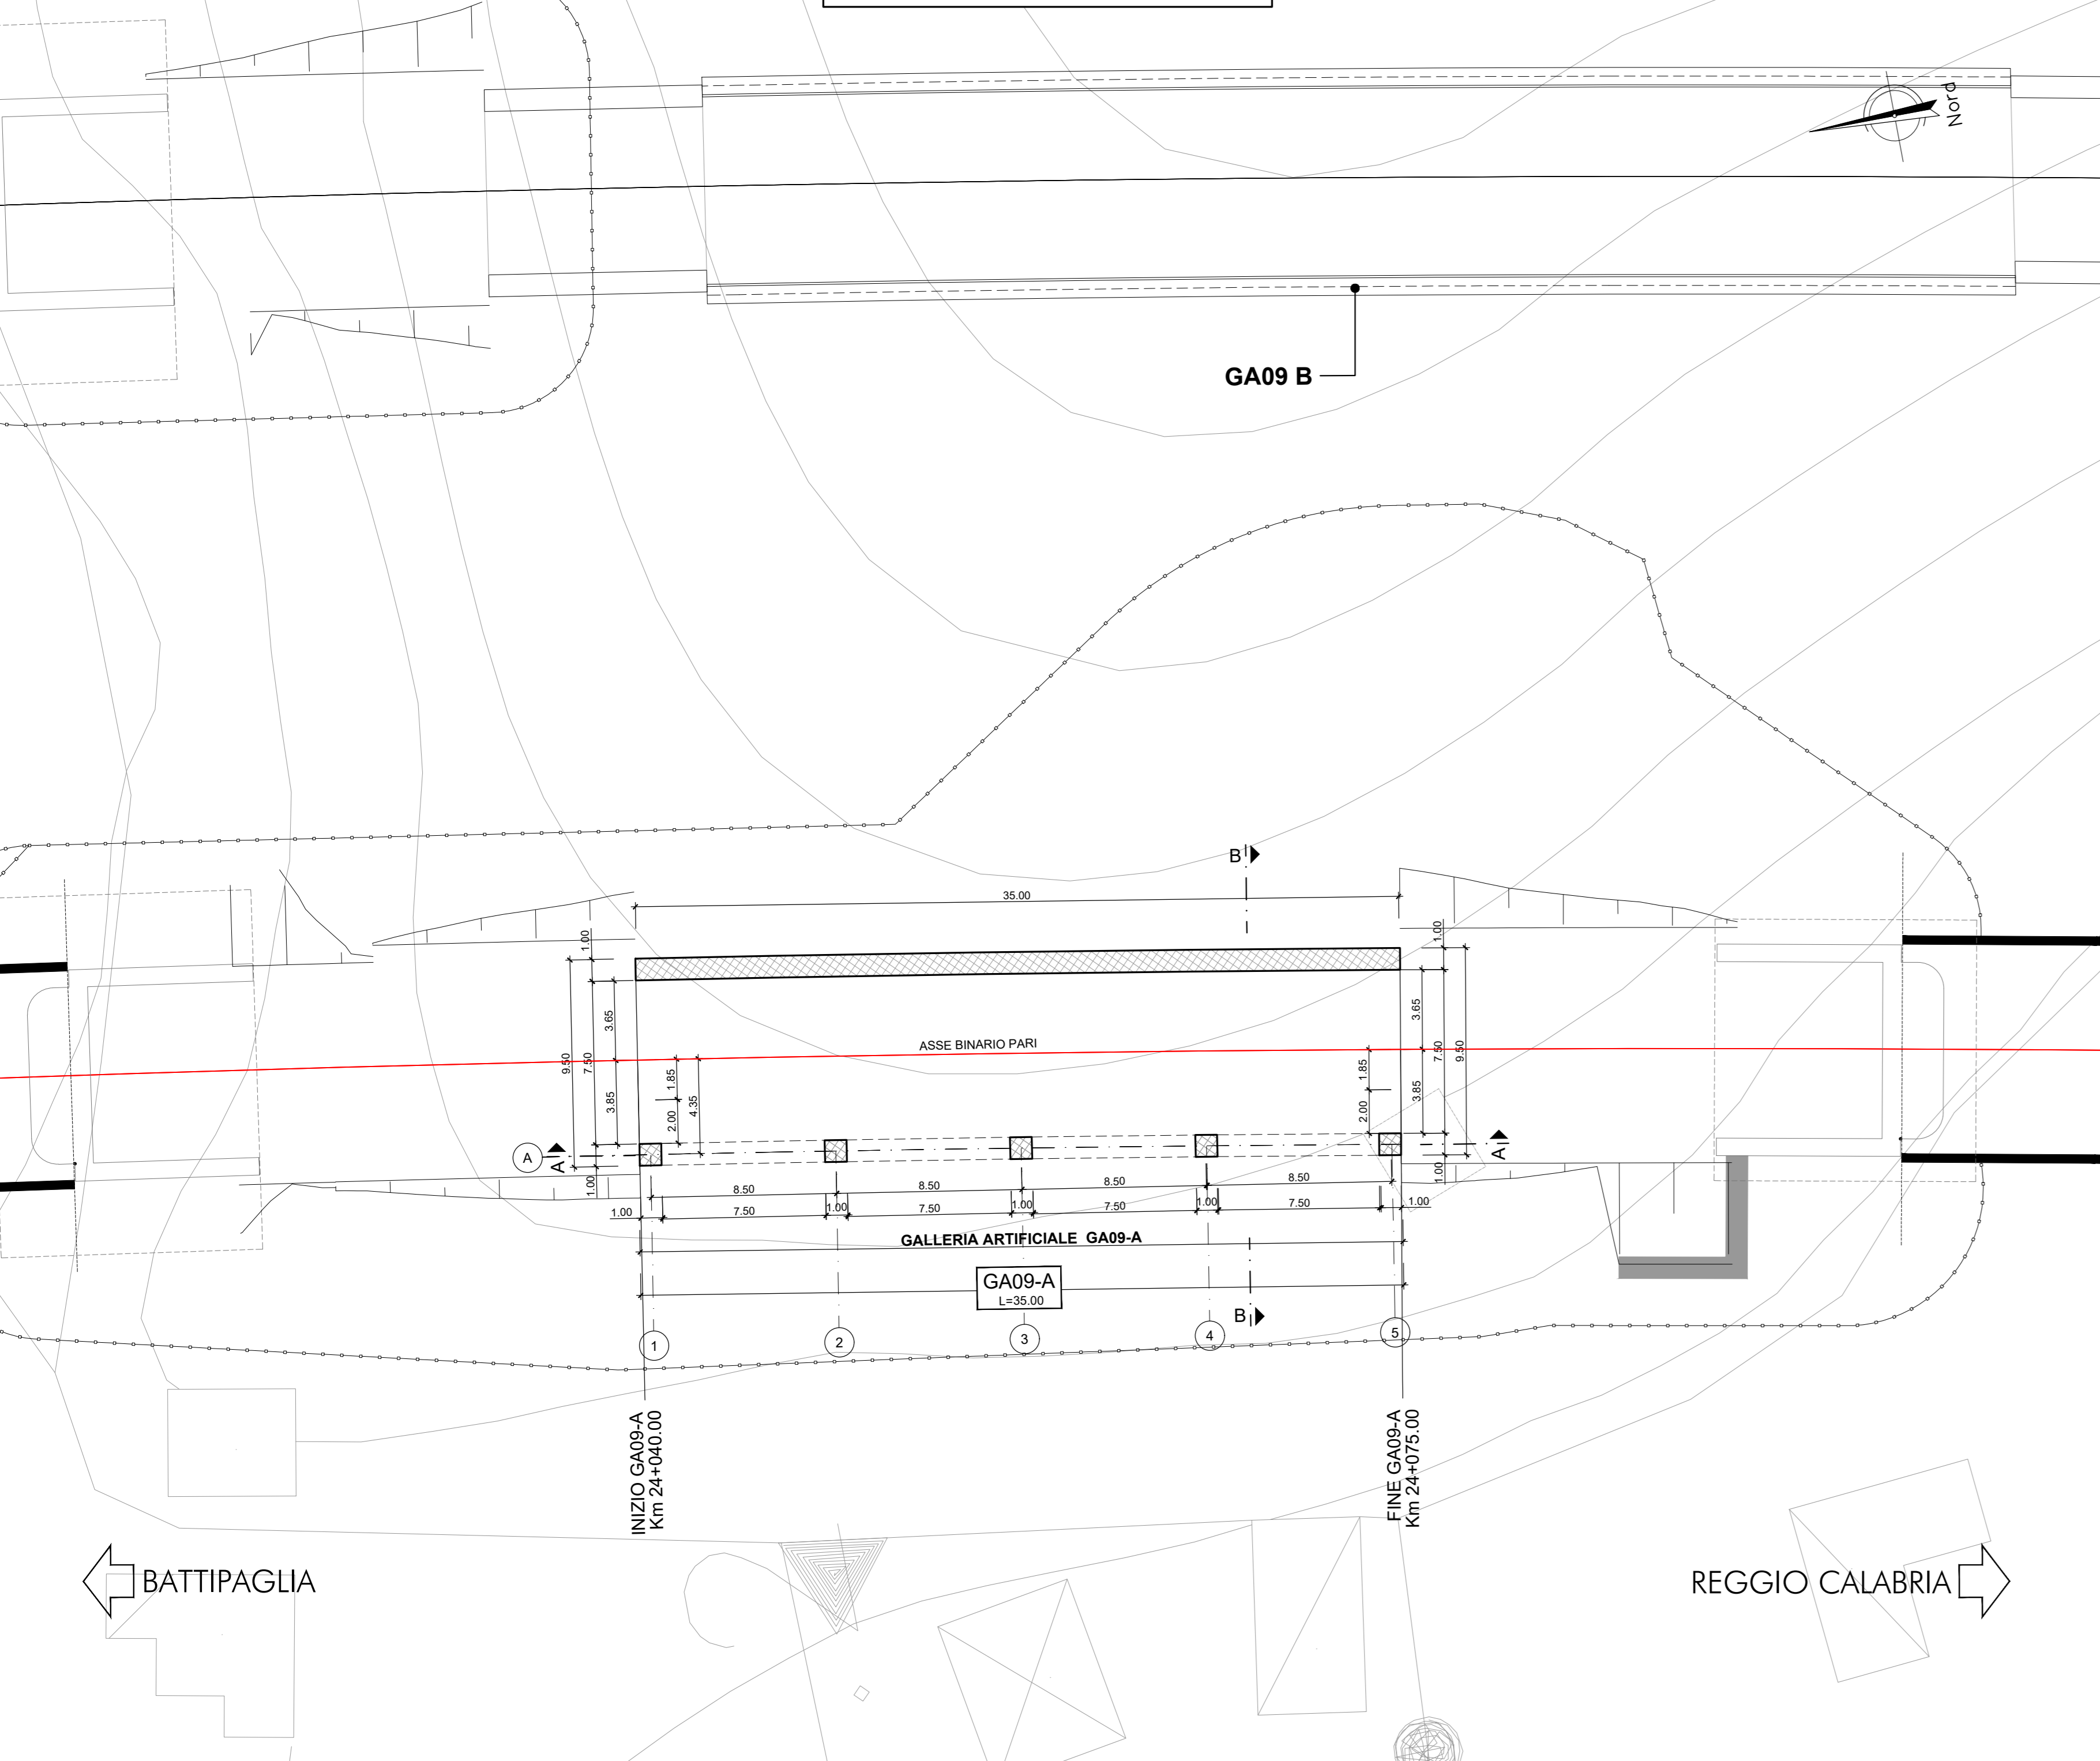 Nord
GA09 B
B
35.00
1.00
1.00
3.65
3.65
9.50
7.50
ASSE BINARIO PARI
7.50
9.50
1.85
1.85
3.85
4.35
3.85
2.00
2.00
A
A
A
1.00
1.00
8.50
8.50
8.50
8.50
1.00
7.50
1.00
7.50
1.00
7.50
1.00
7.50
1.00
GALLERIA ARTIFICIALE GA09-A
GA09-A
L=35.00
B
1
2
3
4
5
INIZIO GA09-A
Km 24+040.00
FINE GA09-A
Km 24+075.00
BATTIPAGLIA
REGGIO CALABRIA